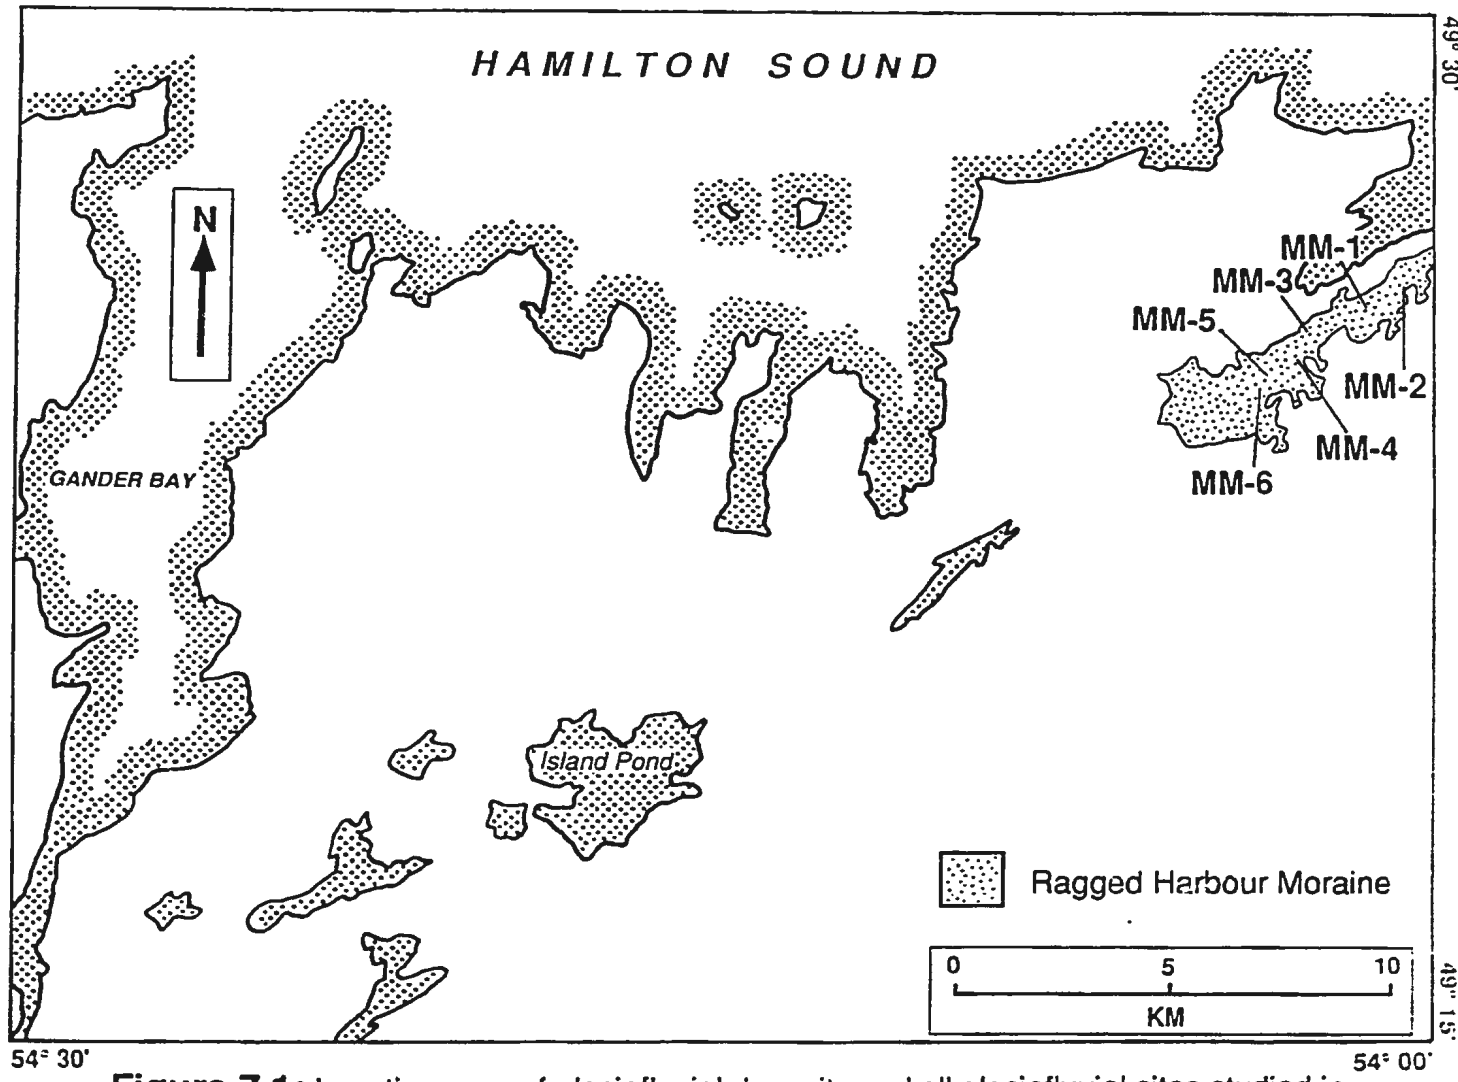 HAMILTON SOUND
49° 30'
N
MM-1
MM-3
MM-5
MM-2
MM-4
MM-6
GANDER BAY
Island Pond
Ragged Harbour Moraine
0 5 10
KM
49° 15'
54° 30'
54° 00'